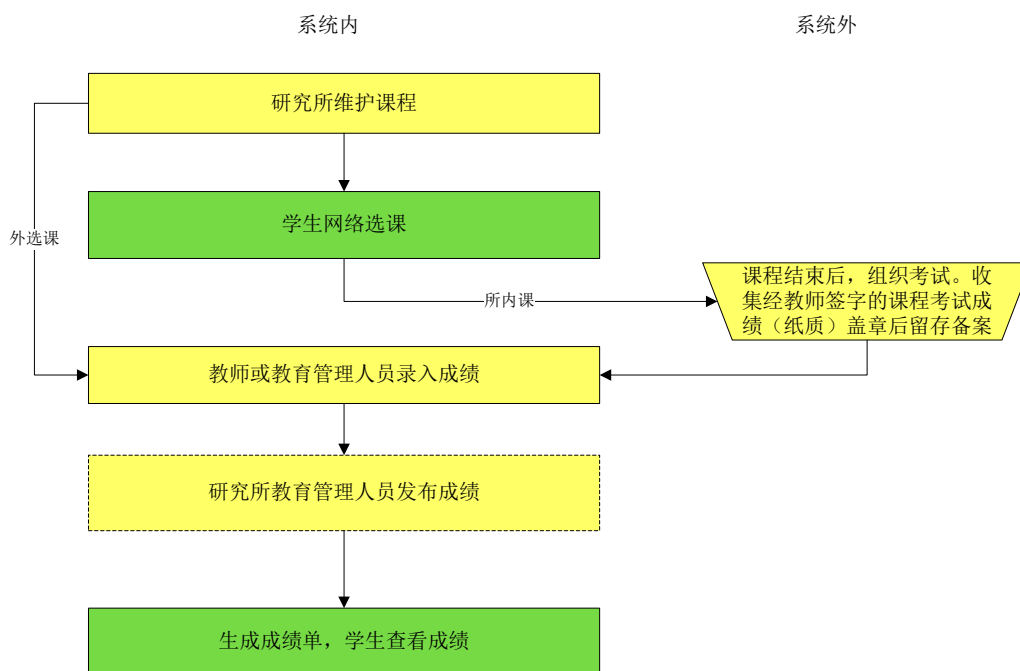 系统内
系统外
研究所维护课程
学生网络选课
外选课
所内课
课程结束后，组织考试。收
集经教师签字的课程考试成
绩（纸质）盖章后留存备案
教师或教育管理人员录入成绩
研究所教育管理人员发布成绩
生成成绩单，学生查看成绩